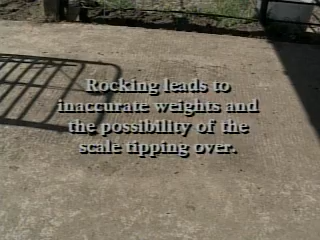 Rocking leads to
inaccurate weights and
the possibility of the
scale tipping over.